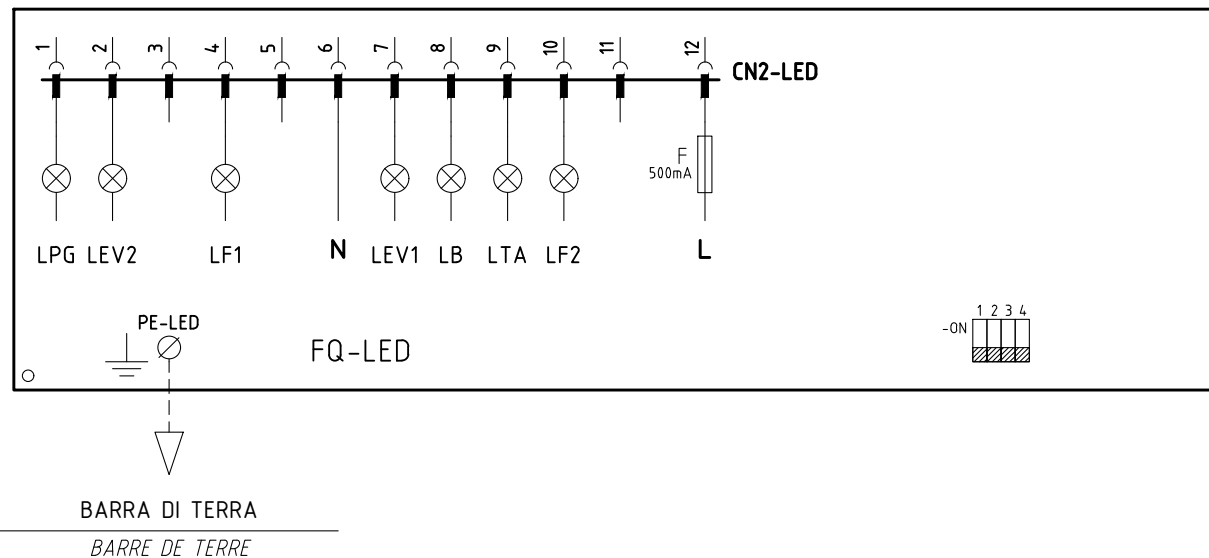 1 2 3 4 5 6 7 8 9 10 11 12
CN2-LED
F
500mA
LPG LEV2 LF1 N LEV1 LB LTA LF2 L
PE-LED
1 2 3 4
-ON
FQ-LED
BARRA DI TERRA
BARRE DE TERRE